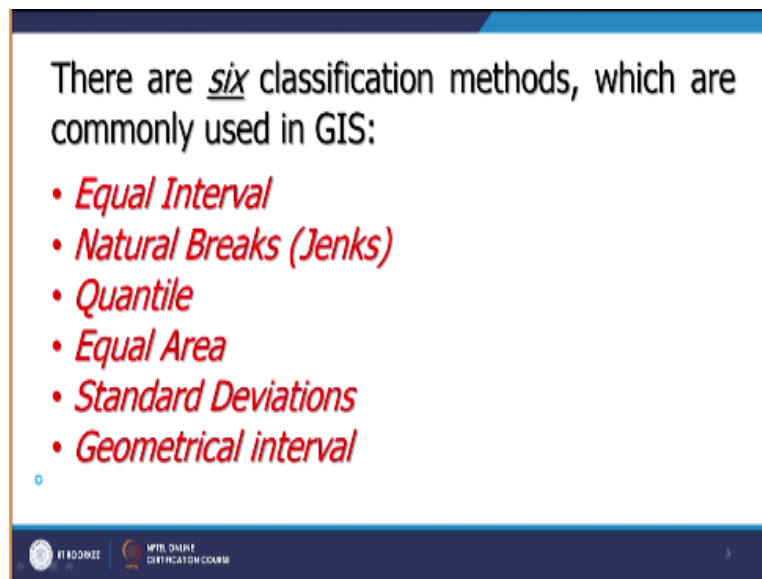 There are six classification methods, which are
commonly used in GIS:
• Equal Interval
• Natural Breaks (Jenks)
• Quantile
• Equal Area
• Standard Deviations
• Geometrical interval
IIT ROORKEE
NPTEL ONLINE
CERTIFICATION COURSE
3